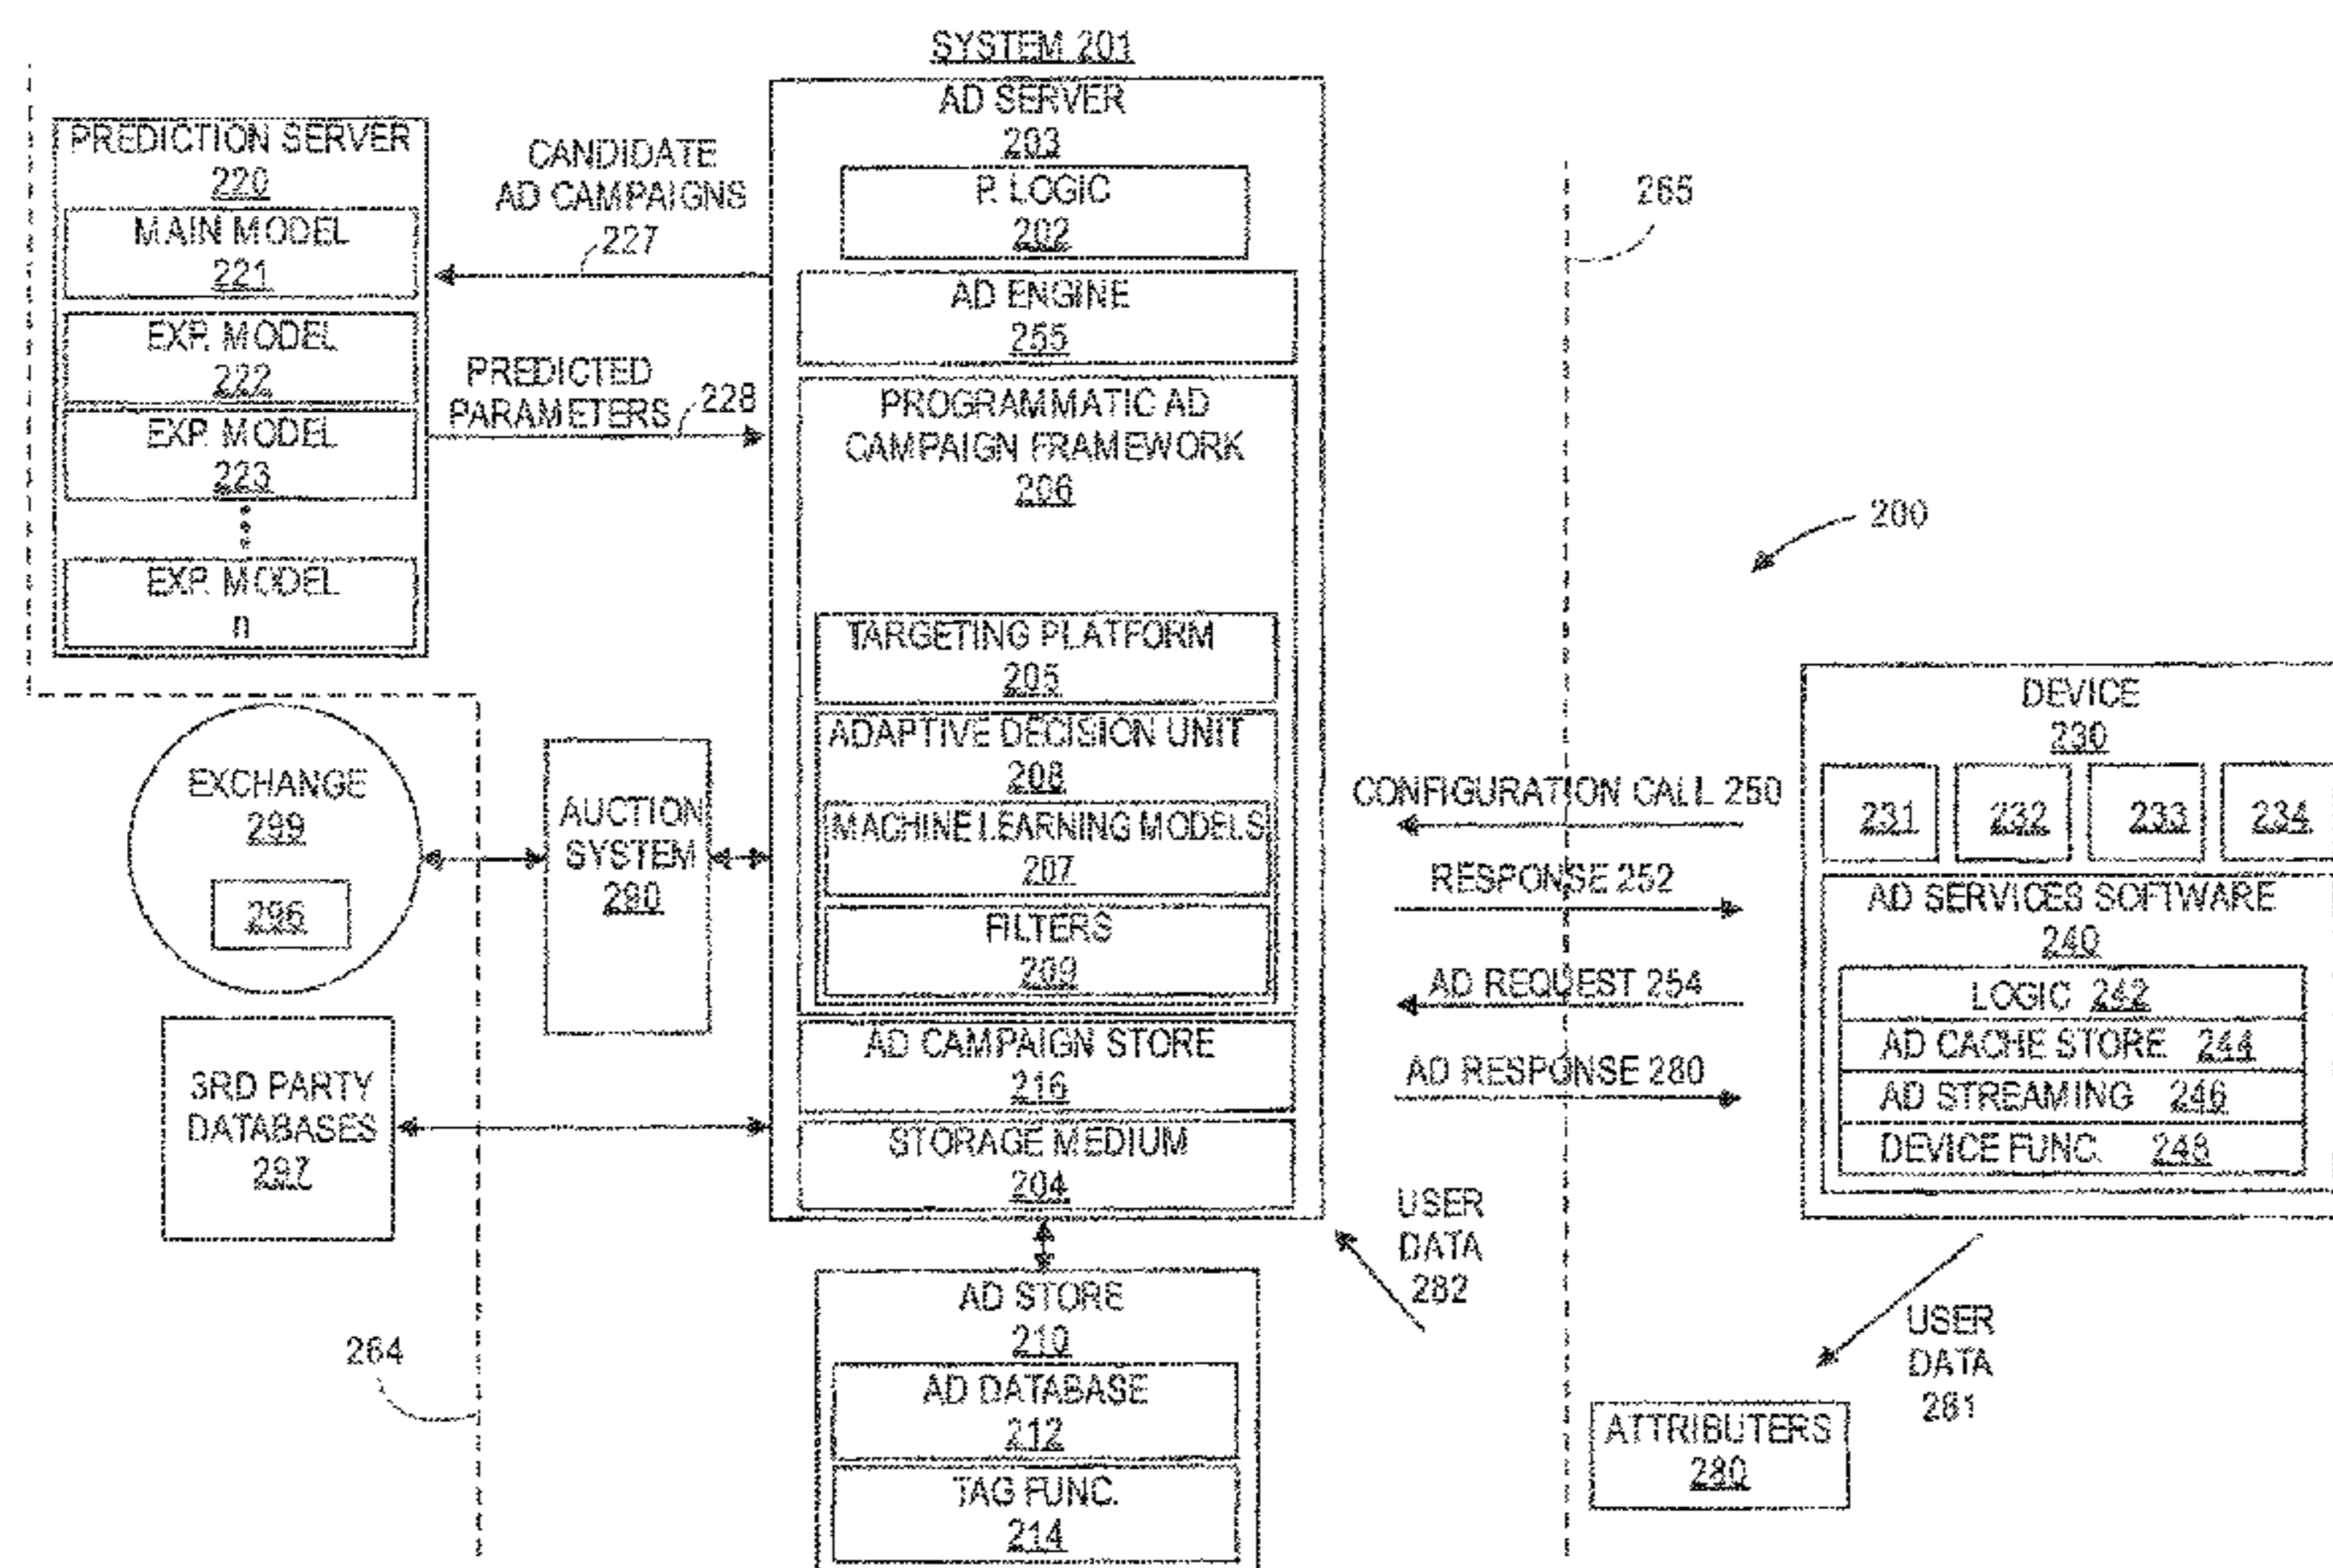 SYSTEM 201
PREDICTION SERVER
220
MAIN MODEL
221
EXP. MODEL
222
EXP. MODEL
223
EXP. MODEL
n
CANDIDATE
AD CAMPAIGNS
227
PREDICTED
PARAMETERS
228
AD SERVER
203
P. LOGIC
202
AD ENGINE
255
PROGRAMMATIC AD
CAMPAIGN FRAMEWORK
206
TARGETING PLATFORM
205
ADAPTIVE DECISION UNIT
208
MACHINE LEARNING MODELS
207
FILTERS
209
AD CAMPAIGN STORE
216
STORAGE MEDIUM
204
EXCHANGE
299
296
AUCTION
SYSTEM
290
3RD PARTY
DATABASES
297
264
AD STORE
210
AD DATABASE
212
TAG FUNC.
214
265
200
CONFIGURATION CALL 250
RESPONSE 252
AD REQUEST 254
AD RESPONSE 280
USER
DATA
282
DEVICE
230
231
232
233
234
AD SERVICES SOFTWARE
240
LOGIC 242
AD CACHE STORE 244
AD STREAMING 246
DEVICE FUNC. 248
USER
DATA
281
ATTRIBUTERS
280